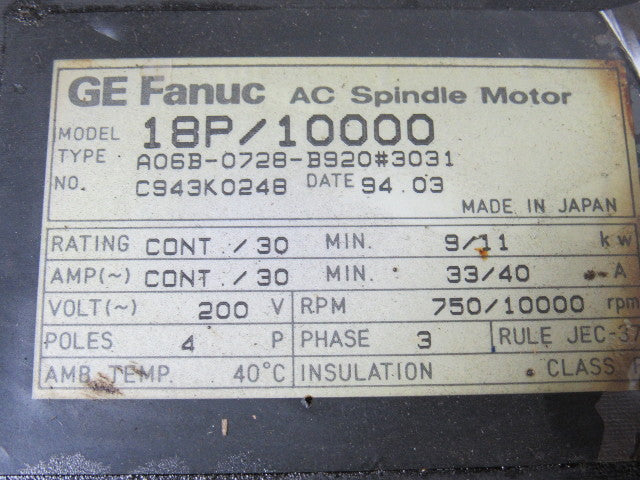 GE Fanuc AC Spindle Motor
MODEL 18P/10000
TYPE A06B-0728-B920#3031
NO. C943K0248 DATE 94.03
MADE IN JAPAN
RATING CONT./30 MIN. 9/11 kw
AMP(~) CONT./30 MIN. 33/40 A
VOLT(~) 200 V RPM 750/10000 rpm
POLES 4 P PHASE 3 RULE JEC-37
AMB.TEMP. 40°C INSULATION CLASS